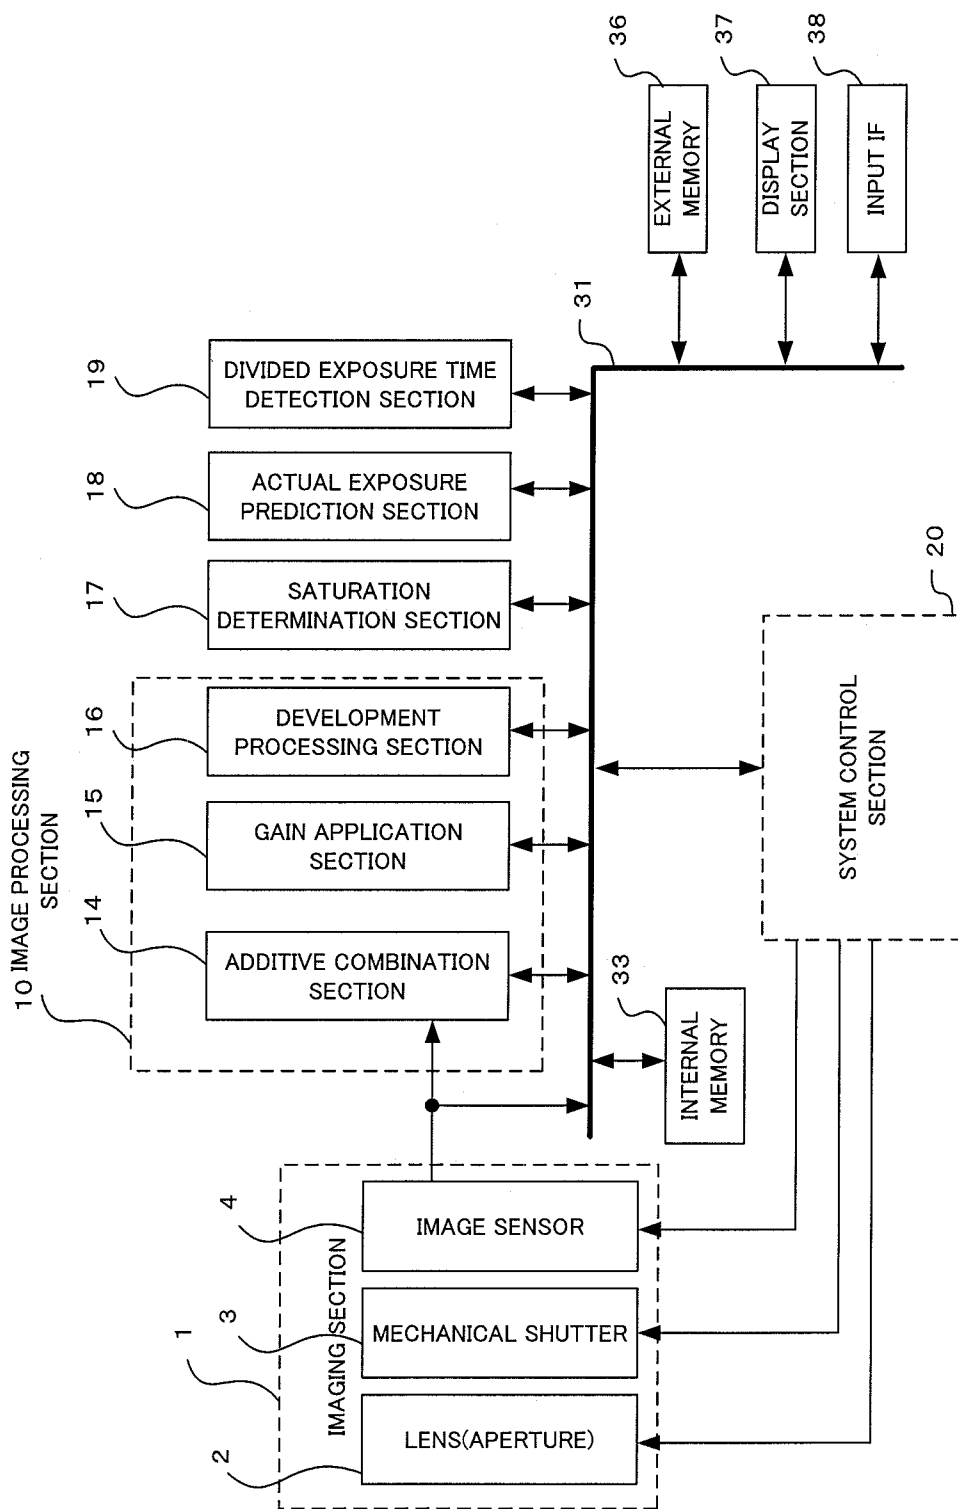 10 IMAGE PROCESSING
SECTION
1
2
3
4
14
15
16
17
18
19
IMAGING SECTION
LENS(APERTURE)
MECHANICAL SHUTTER
IMAGE SENSOR
ADDITIVE COMBINATION
SECTION
GAIN APPLICATION
SECTION
DEVELOPMENT
PROCESSING SECTION
SATURATION
DETERMINATION SECTION
ACTUAL EXPOSURE
PREDICTION SECTION
DIVIDED EXPOSURE TIME
DETECTION SECTION
31
33
INTERNAL
MEMORY
20
SYSTEM CONTROL
SECTION
36
EXTERNAL
MEMORY
37
DISPLAY
SECTION
38
INPUT IF